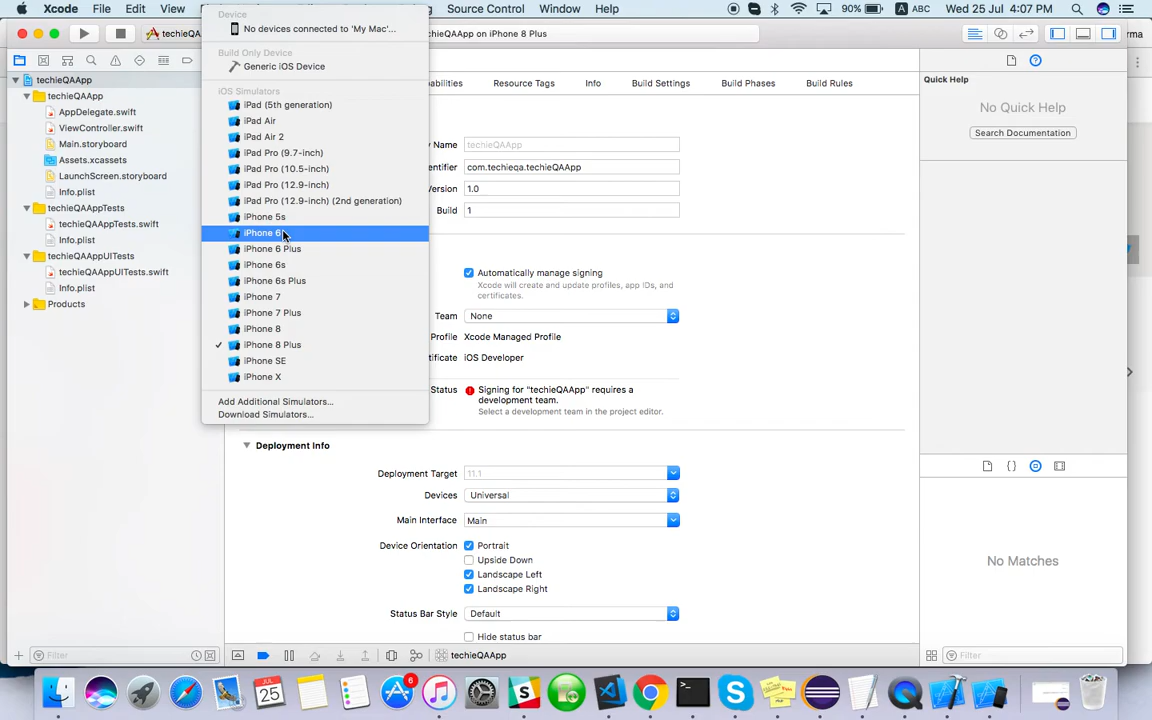 Xcode File Edit View Source Control Window Help 90% ABC Wed 25 Jul 4:07 PM
techieQA
echieQAApp on iPhone 8 Plus
rma
Device
No devices connected to 'My Mac'...
Build Only Device
Generic iOS Device
iOS Simulators
iPad (5th generation)
iPad Air
iPad Air 2
iPad Pro (9.7-inch)
iPad Pro (10.5-inch)
iPad Pro (12.9-inch)
iPad Pro (12.9-inch) (2nd generation)
iPhone 5s
iPhone 6
iPhone 6 Plus
iPhone 6s
iPhone 6s Plus
iPhone 7
iPhone 7 Plus
iPhone 8
✓ iPhone 8 Plus
iPhone SE
iPhone X
Add Additional Simulators...
Download Simulators...
techieQAApp
techieQAApp
AppDelegate.swift
ViewController.swift
Main.storyboard
Assets.xcassets
LaunchScreen.storyboard
Info.plist
techieQAAppTests
techieQAAppTests.swift
Info.plist
techieQAAppUITests
techieQAAppUITests.swift
Info.plist
Products
Filter
abilities Resource Tags Info Build Settings Build Phases Build Rules
y Name techieQAApp
entifier com.techieqa.techieQAApp
Version 1.0
Build 1
Automatically manage signing
Xcode will create and update profiles, app IDs, and
certificates.
Team None
Profile Xcode Managed Profile
tificate iOS Developer
Status Signing for "techieQAApp" requires a
development team.
Select a development team in the project editor.
Deployment Info
Deployment Target 11.1
Devices Universal
Main Interface Main
Device Orientation Portrait
Upside Down
Landscape Left
Landscape Right
Status Bar Style Default
Hide status bar
techieQAApp
Quick Help
No Quick Help
Search Documentation
No Matches
Filter
25
6